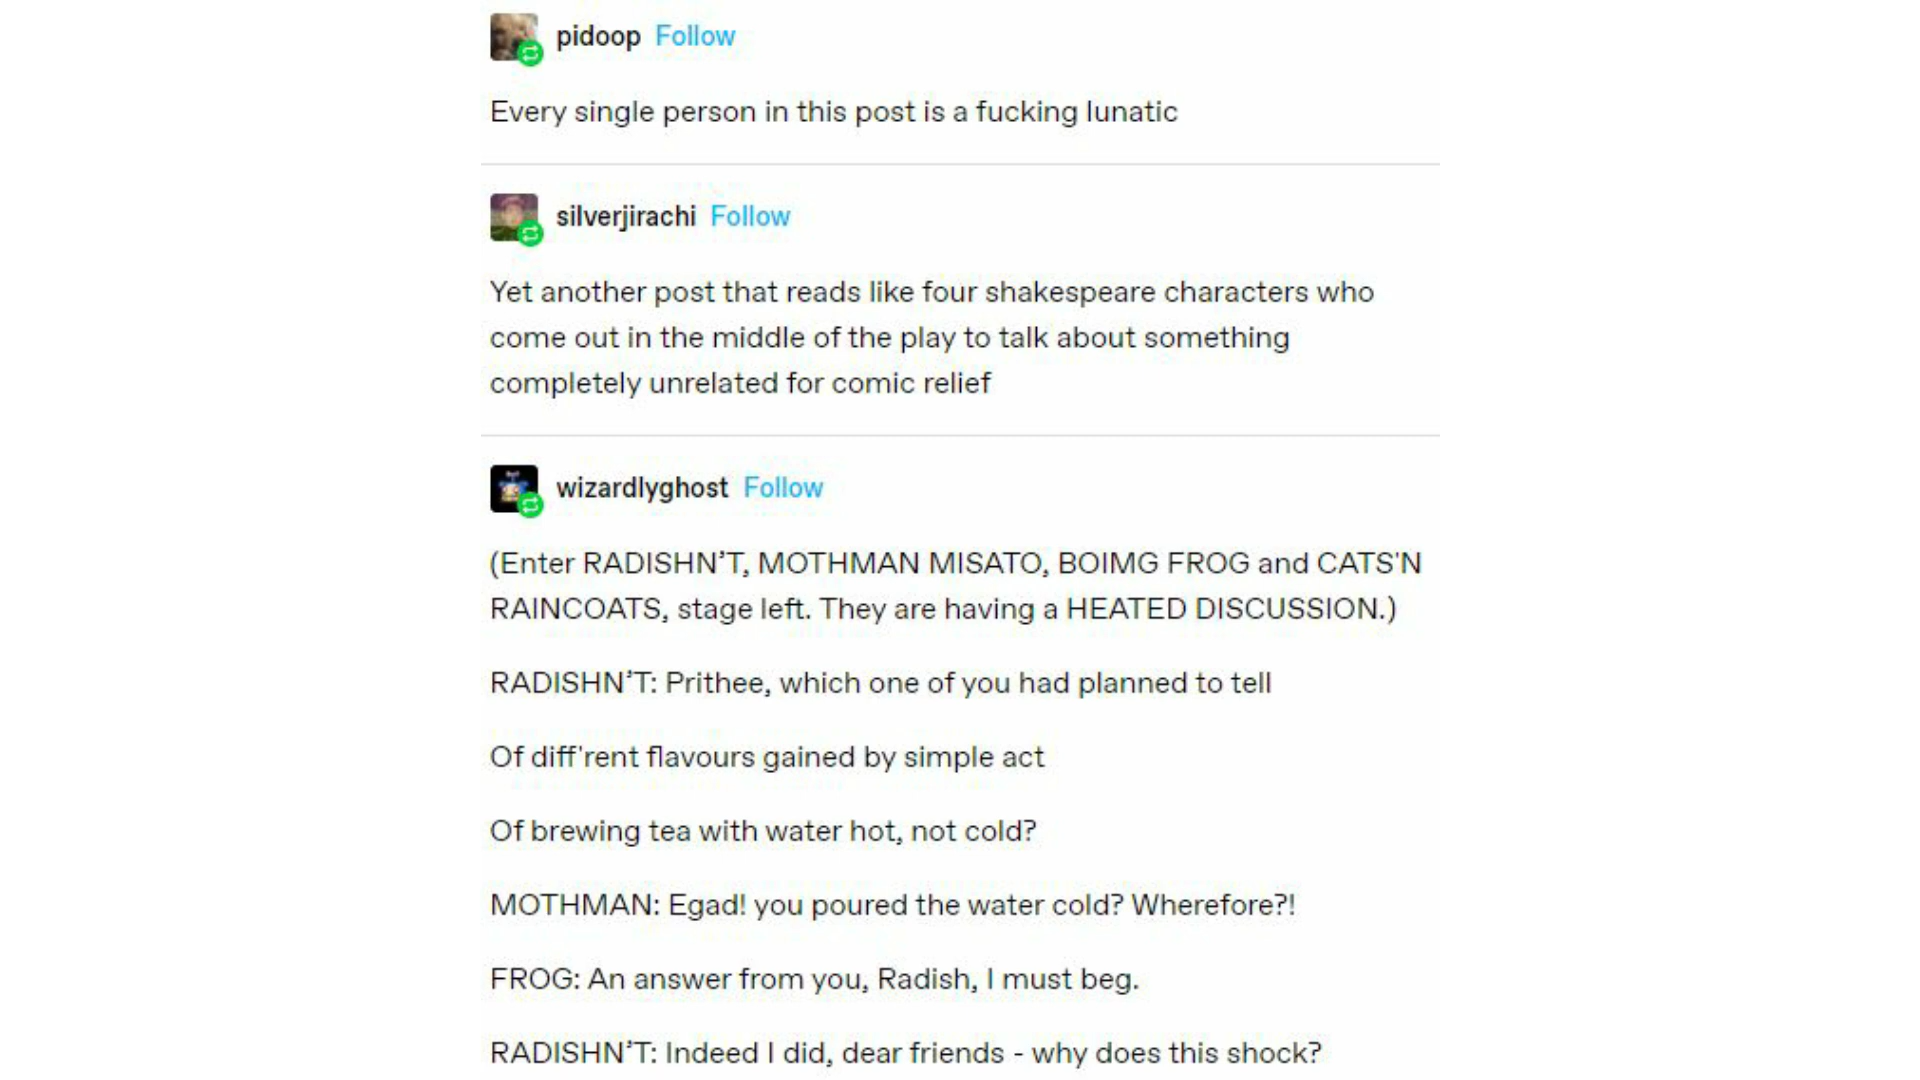 pidoop Follow
Every single person in this post is a fucking lunatic
silverjirachi Follow
Yet another post that reads like four shakespeare characters who
come out in the middle of the play to talk about something
completely unrelated for comic relief
wizardlyghost Follow
(Enter RADISHN’T, MOTHMAN MISATO, BOIMG FROG and CATS'N
RAINCOATS, stage left. They are having a HEATED DISCUSSION.)
RADISHN’T: Prithee, which one of you had planned to tell
Of diff'rent flavours gained by simple act
Of brewing tea with water hot, not cold?
MOTHMAN: Egad! you poured the water cold? Wherefore?!
FROG: An answer from you, Radish, I must beg.
RADISHN’T: Indeed I did, dear friends - why does this shock?